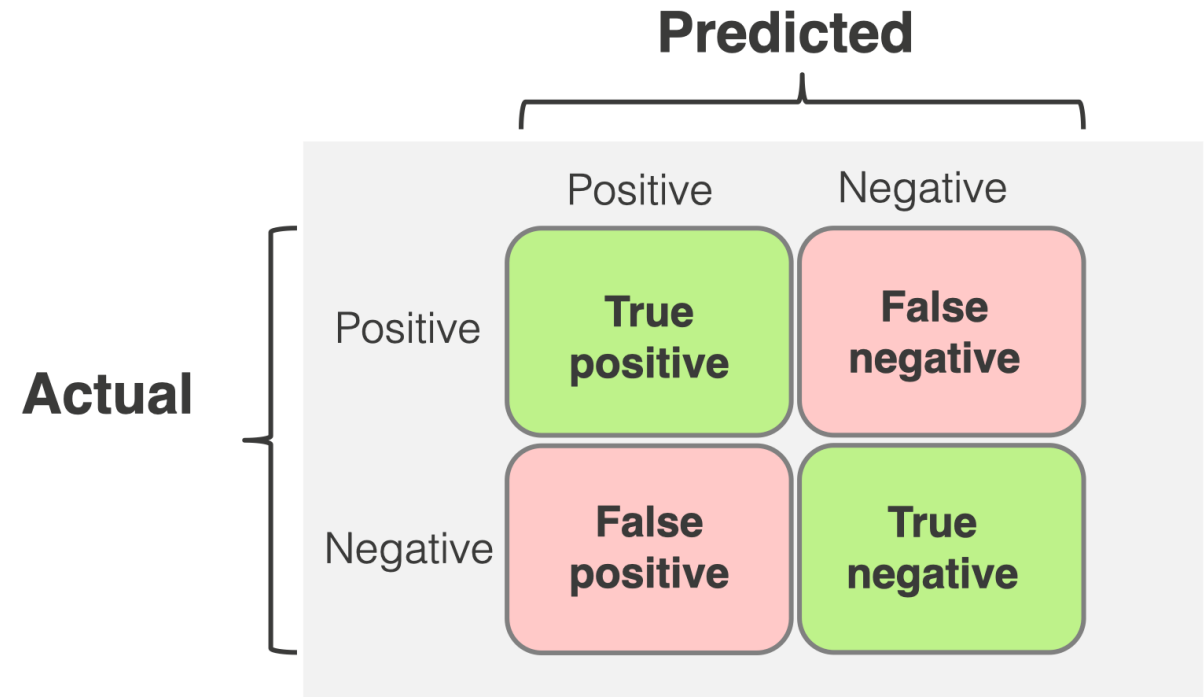 Predicted
Positive Negative
Positive
True
positive
False
negative
Actual
Negative
False
positive
True
negative